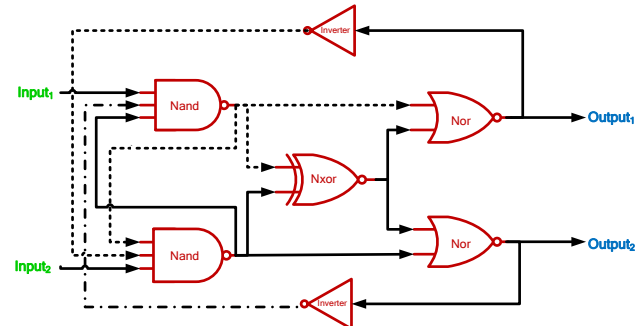 Inverter
Input₁
Nand
Nor
Output₁
Nxor
Nand
Nor
Output₂
Input₂
Inverter